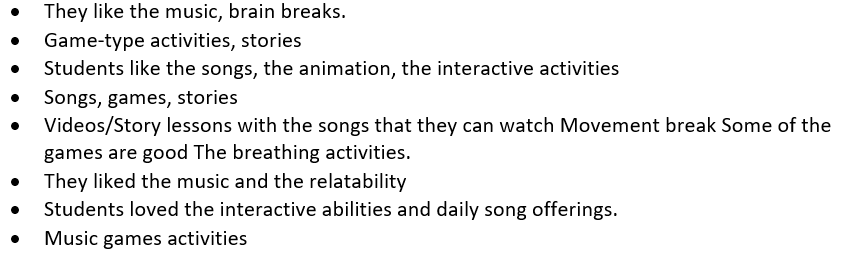 • They like the music, brain breaks.
• Game-type activities, stories
• Students like the songs, the animation, the interactive activities
• Songs, games, stories
• Videos/Story lessons with the songs that they can watch Movement break Some of the
games are good The breathing activities.
• They liked the music and the relatability
• Students loved the interactive abilities and daily song offerings.
• Music games activities